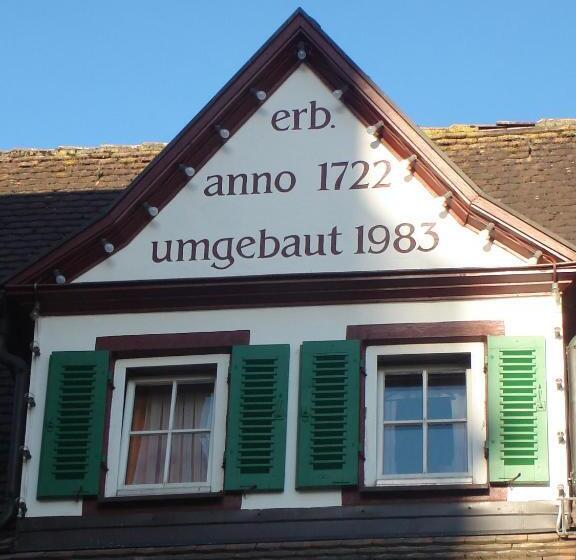 erb.
anno 1722
umgebaut 1983